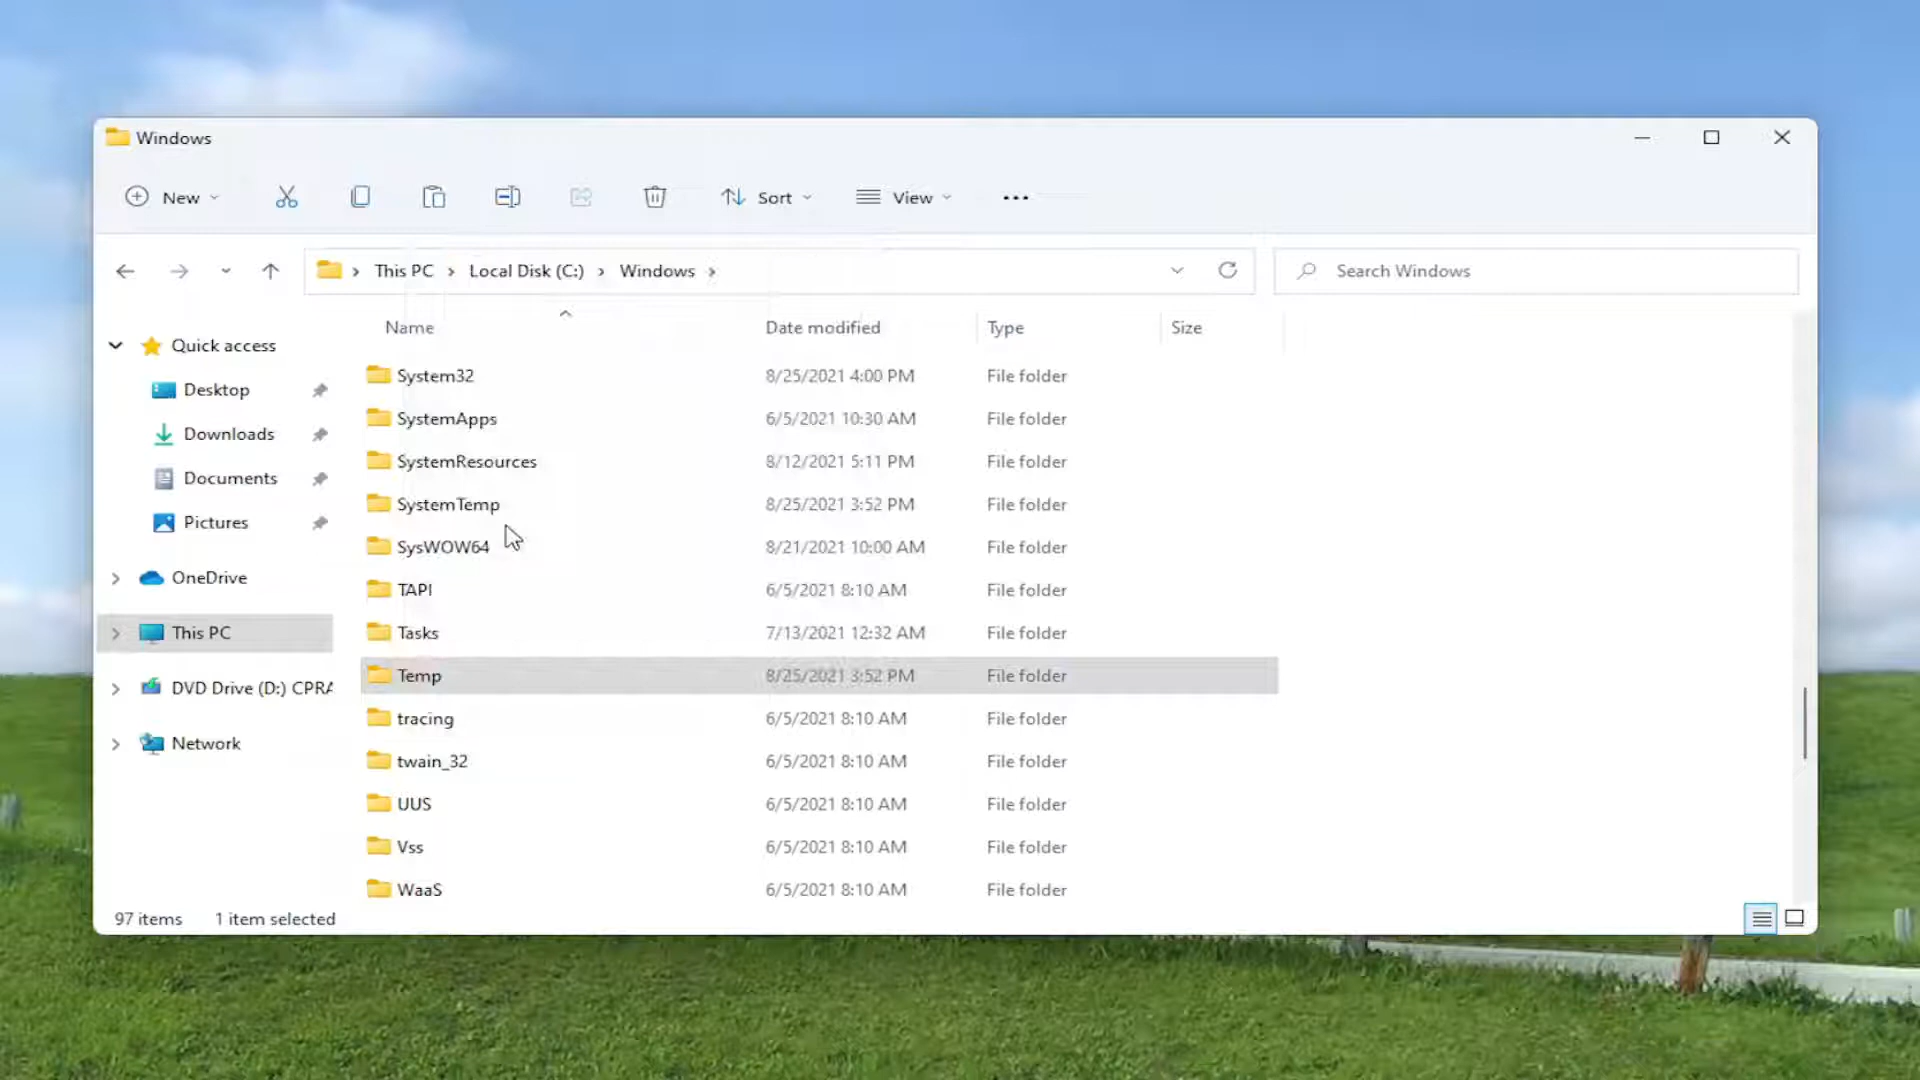 Windows
New
Sort
View
This PC > Local Disk (C:) > Windows >
Search Windows
Name Date modified Type Size
Quick access
Desktop
Downloads
Documents
Pictures
OneDrive
This PC
DVD Drive (D:) CPRA
Network
System32 8/25/2021 4:00 PM File folder
SystemApps 6/5/2021 10:30 AM File folder
SystemResources 8/12/2021 5:11 PM File folder
SystemTemp 8/25/2021 3:52 PM File folder
SysWOW64 8/21/2021 10:00 AM File folder
TAPI 6/5/2021 8:10 AM File folder
Tasks 7/13/2021 12:32 AM File folder
Temp 8/25/2021 3:52 PM File folder
tracing 6/5/2021 8:10 AM File folder
twain_32 6/5/2021 8:10 AM File folder
UUS 6/5/2021 8:10 AM File folder
Vss 6/5/2021 8:10 AM File folder
WaaS 6/5/2021 8:10 AM File folder
97 items 1 item selected